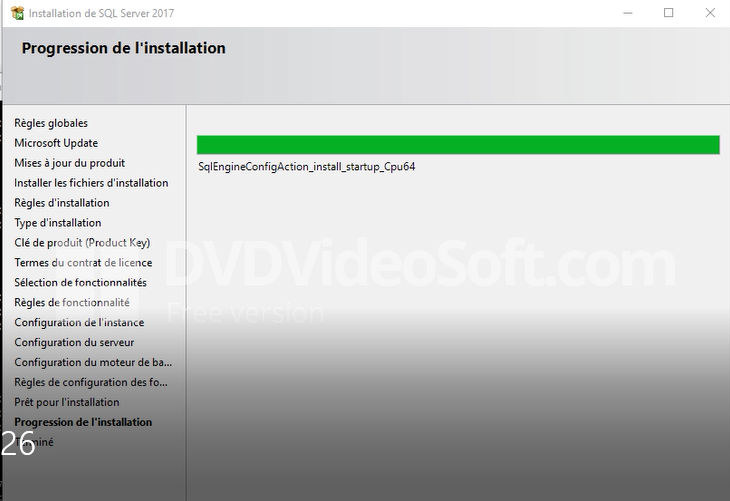 Installation de SQL Server 2017
Progression de l'installation
Règles globales
Microsoft Update
Mises à jour du produit
Installer les fichiers d'installation
Règles d'installation
Type d'installation
Clé de produit (Product Key)
Termes du contrat de licence
Sélection de fonctionnalités
Règles de fonctionnalité
Configuration de l'instance
Configuration du serveur
Configuration du moteur de ba...
Règles de configuration des fo...
Prêt pour l'installation
Progression de l'installation
Terminé
SqlEngineConfigAction_install_startup_Cpu64
DVDVideoSoft.com
Free version
26